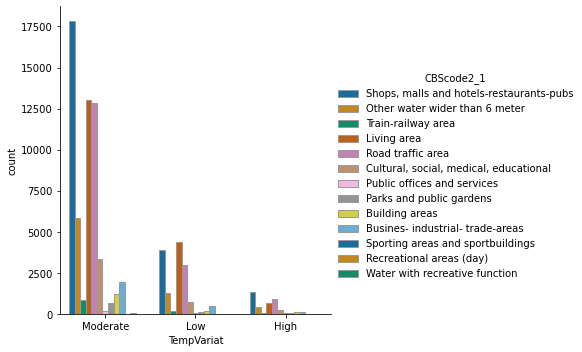 17500
15000
12500
10000
7500
5000
2500
0
count
Moderate
Low
High
TempVariat
CBScode2_1
Shops, malls and hotels-restaurants-pubs
Other water wider than 6 meter
Train-railway area
Living area
Road traffic area
Cultural, social, medical, educational
Public offices and services
Parks and public gardens
Building areas
Busines- industrial- trade-areas
Sporting areas and sportbuildings
Recreational areas (day)
Water with recreative function